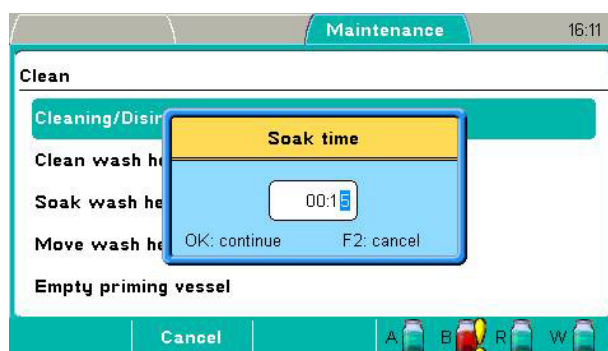 Maintenance
16:11
Clean
Cleaning/Disin
Soak time
Clean wash he
00:15
Soak wash he
OK: continue
F2: cancel
Move wash he
Empty priming vessel
Cancel
A
B
R
W